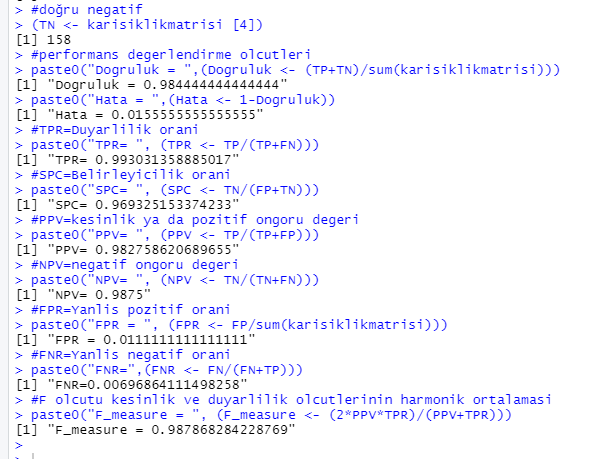 > #doğru negatif
> (TN <- karisiklikmatrisi [4])
[1] 158
> #performans degerlendirme olcutleri
> paste0("Dogruluk = ",(Dogruluk <- (TP+TN)/sum(karisiklikmatrisi)))
[1] "Dogruluk = 0.984444444444444"
> paste0("Hata = ",(Hata <- 1-Dogruluk))
[1] "Hata = 0.0155555555555555"
> #TPR=Duyarlilik orani
> paste0("TPR= ", (TPR <- TP/(TP+FN)))
[1] "TPR= 0.993031358885017"
> #SPC=Belirleyicilik orani
> paste0("SPC= ", (SPC <- TN/(FP+TN)))
[1] "SPC= 0.969325153374233"
> #PPV=kesinlik ya da pozitif ongoru degeri
> paste0("PPV= ", (PPV <- TP/(TP+FP)))
[1] "PPV= 0.982758620689655"
> #NPV=negatif ongoru degeri
> paste0("NPV= ", (NPV <- TN/(TN+FN)))
[1] "NPV= 0.9875"
> #FPR=Yanlis pozitif orani
> paste0("FPR = ", (FPR <- FP/sum(karisiklikmatrisi)))
[1] "FPR = 0.0111111111111111"
> #FNR=Yanlis negatif orani
> paste0("FNR=",(FNR <- FN/(FN+TP)))
[1] "FNR=0.00696864111498258"
> #F olcutu kesinlik ve duyarlilik olcutlerinin harmonik ortalamasi
> paste0("F_measure = ", (F_measure <- (2*PPV*TPR)/(PPV+TPR)))
[1] "F_measure = 0.987868284228769"
>
>